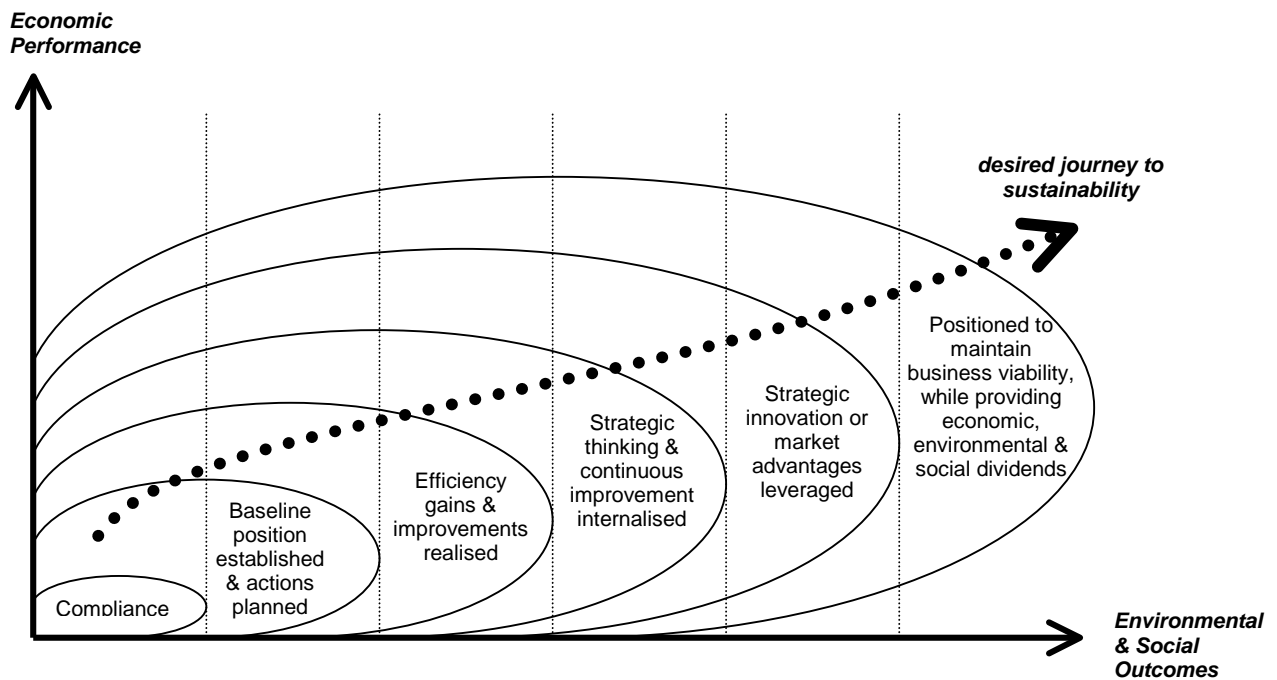 Economic
Performance
desired journey to
sustainability
Compliance
Baseline
position
established
& actions
planned
Efficiency
gains &
improvements
realised
Strategic
thinking &
continuous
improvement
internalised
Strategic
innovation or
market
advantages
leveraged
Positioned to
maintain
business viability,
while providing
economic,
environmental &
social dividends
Environmental
& Social
Outcomes